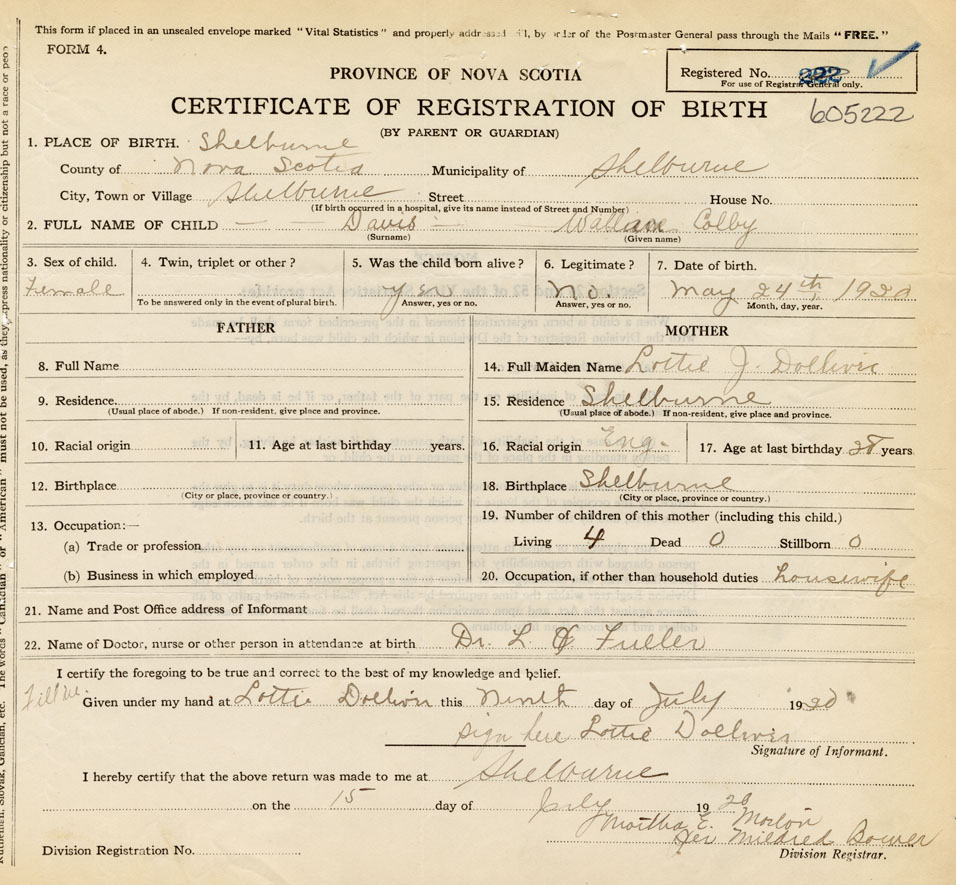 This form if placed in an unsealed envelope marked "Vital Statistics" and properly addressed will, by order of the Postmaster General pass through the Mails "FREE."
FORM 4.
PROVINCE OF NOVA SCOTIA
Registered No. 222
For use of Registrar General only.
CERTIFICATE OF REGISTRATION OF BIRTH
605222
(BY PARENT OR GUARDIAN)
1. PLACE OF BIRTH. Shelburne
County of Nova Scotia Municipality of Shelburne
City, Town or Village Shelburne Street House No.
(If birth occurred in a hospital, give its name instead of Street and Number)
2. FULL NAME OF CHILD Davis Wallace Colby
(Surname) (Given name)
3. Sex of child. 4. Twin, triplet or other? 5. Was the child born alive? 6. Legitimate? 7. Date of birth.
Female yes No. May 24th, 1920
To be answered only in the event of plural birth. Answer, yes or no. Answer, yes or no. Month, day, year.
FATHER
8. Full Name
9. Residence
(Usual place of abode.) If non-resident, give place and province.
10. Racial origin 11. Age at last birthday years.
12. Birthplace
(City or place, province or country.)
13. Occupation:—
(a) Trade or profession
(b) Business in which employed
MOTHER
14. Full Maiden Name Lottie J. Dolliver
15. Residence Shelburne
(Usual place of abode.) If non-resident, give place and province.
16. Racial origin Eng. 17. Age at last birthday 28 years
18. Birthplace Shelburne
(City or place, province or country.)
19. Number of children of this mother (including this child.)
Living 4 Dead 0 Stillborn 0
20. Occupation, if other than household duties housewife
21. Name and Post Office address of Informant
22. Name of Doctor, nurse or other person in attendance at birth Dr. L Fuller
I certify the foregoing to be true and correct to the best of my knowledge and belief.
Given under my hand at Lottie Dolliver this Ninth day of July 1920
sign here Lottie Dolliver
Signature of Informant.
I hereby certify that the above return was made to me at Shelburne
on the 15 day of July 19 20
Martha E.
Per Mildred Bower
Division Registration No. Division Registrar.